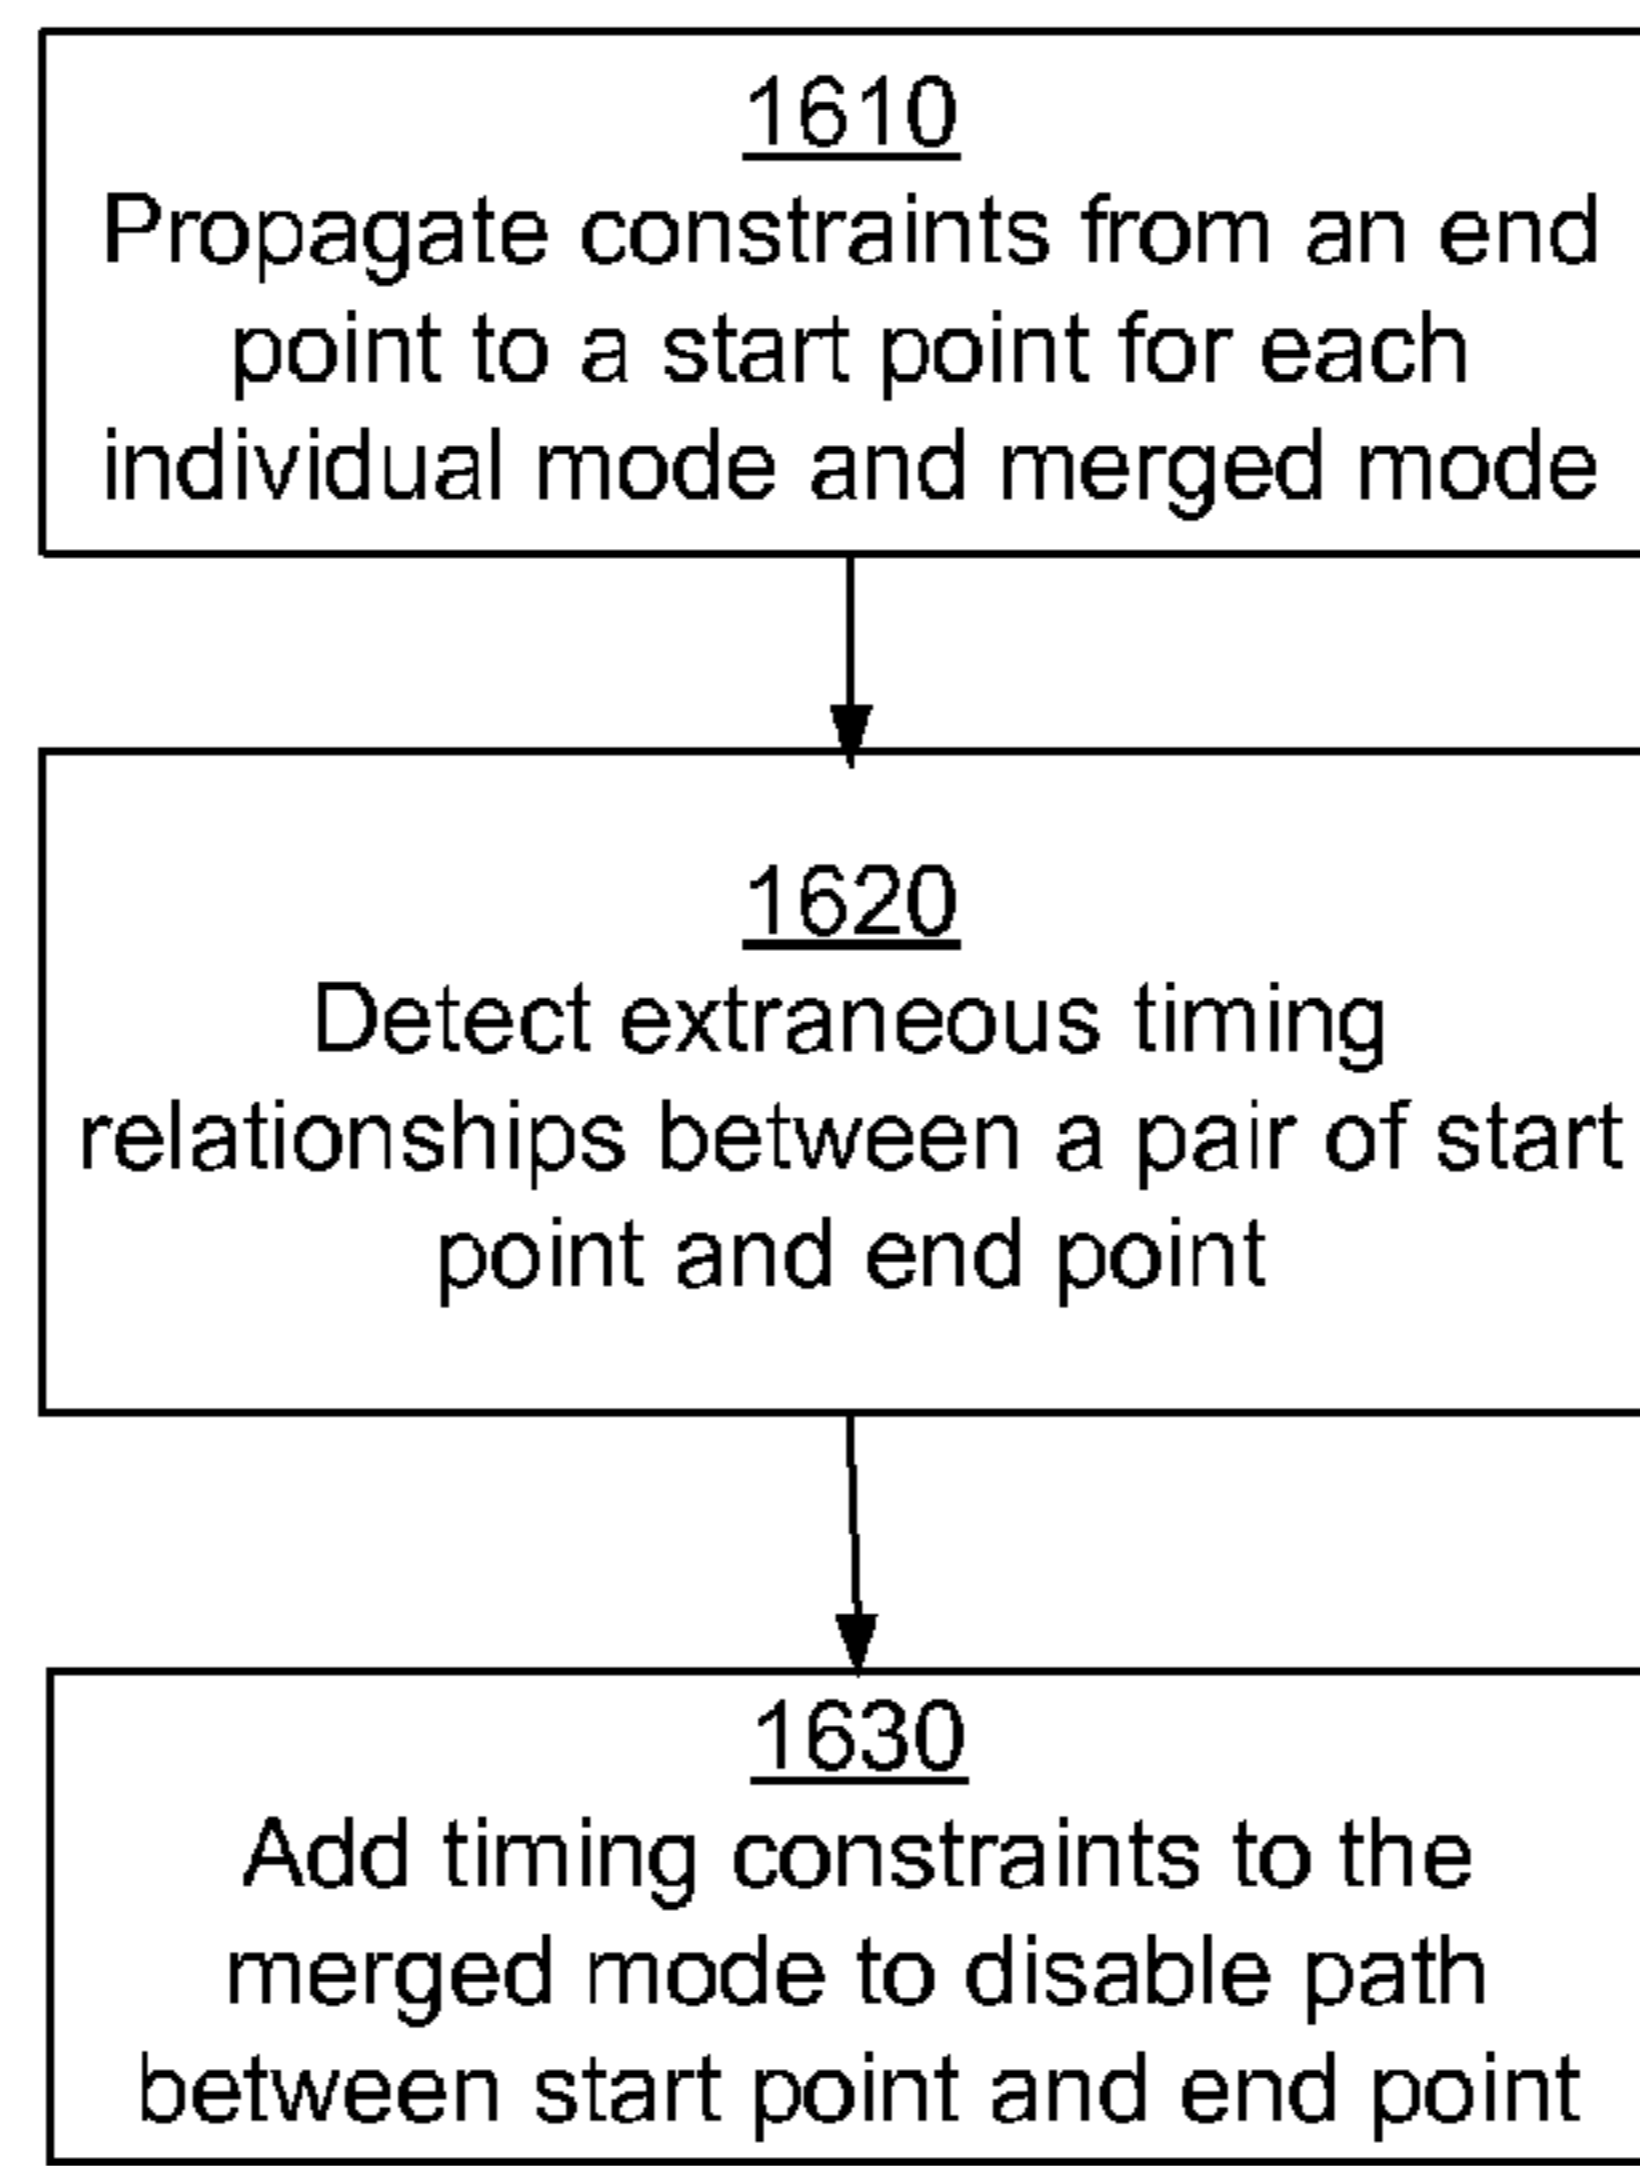 1610
Propagate constraints from an end
point to a start point for each
individual mode and merged mode
1620
Detect extraneous timing
relationships between a pair of start
point and end point
1630
Add timing constraints to the
merged mode to disable path
between start point and end point